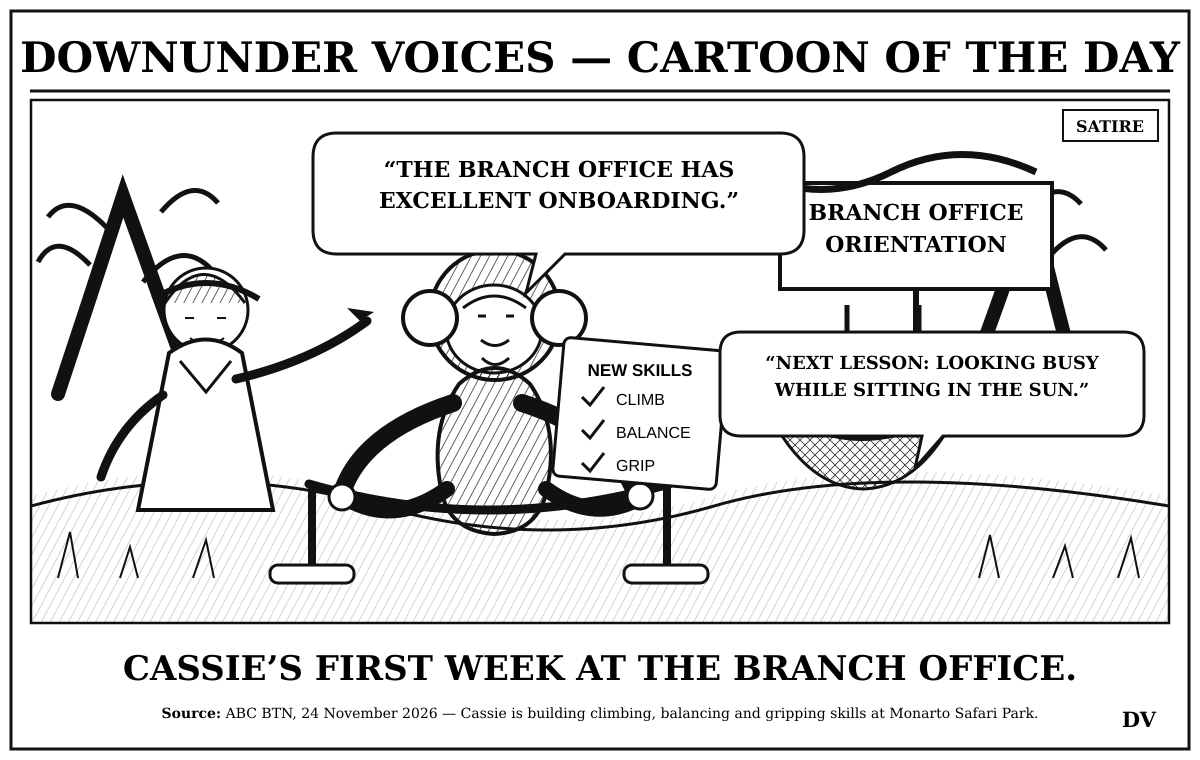 DOWNUNDER VOICES — CARTOON OF THE DAY
SATIRE
“THE BRANCH OFFICE HAS
EXCELLENT ONBOARDING.”
BRANCH OFFICE
ORIENTATION
NEW SKILLS
CLIMB
BALANCE
GRIP
“NEXT LESSON: LOOKING BUSY
WHILE SITTING IN THE SUN.”
CASSIE’S FIRST WEEK AT THE BRANCH OFFICE.
Source: ABC BTN, 24 November 2026 — Cassie is building climbing, balancing and gripping skills at Monarto Safari Park.
DV